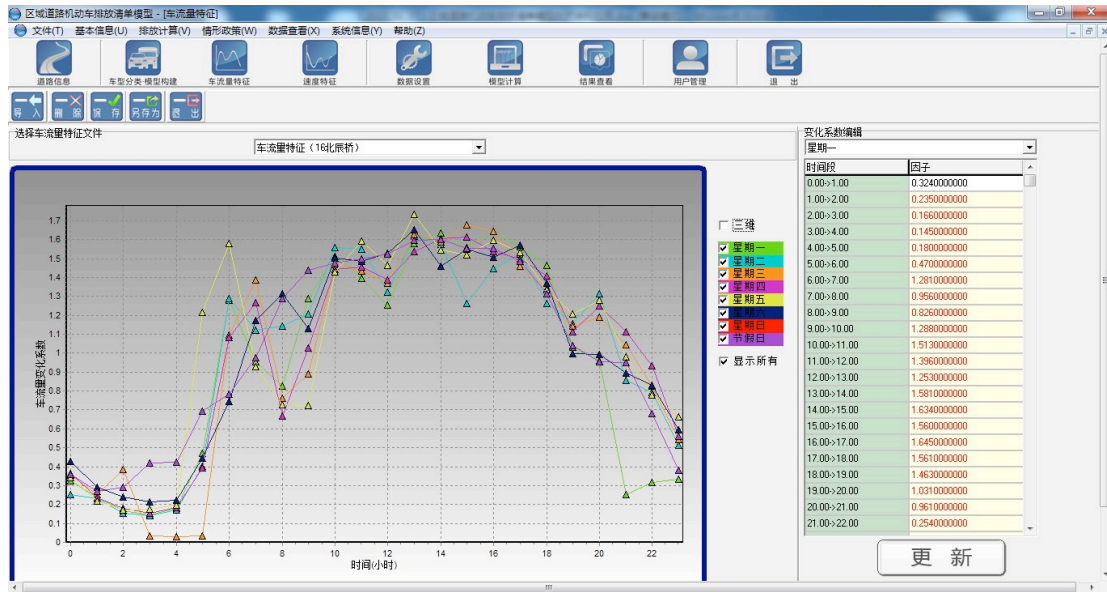 区域道路机动车排放清单模型 - [车流量特征]
文件(T) 基本信息(U) 排放计算(V) 情形政策(W) 数据查看(X) 系统信息(Y) 帮助(Z)
道路信息 车型分类-模型构建 车流量特征 速度特征 数据设置 模型计算 结果查看 用户管理 退 出
导 入 删 除 保 存 另存为 退 出
选择车流量特征文件
车流量特征（16北辰桥）
车流量变化系数
1.7
1.6
1.5
1.4
1.3
1.2
1.1
1
0.9
0.8
0.7
0.6
0.5
0.4
0.3
0.2
0.1
0
0 2 4 6 8 10 12 14 16 18 20 22
时间(小时)
三维
星期一
星期二
星期三
星期四
星期五
星期六
星期日
节假日
显示所有
变化系数编辑
星期一
时间段 因子
0.00->1.00 0.3240000000
1.00->2.00 0.2350000000
2.00->3.00 0.1660000000
3.00->4.00 0.1450000000
4.00->5.00 0.1800000000
5.00->6.00 0.4700000000
6.00->7.00 1.2810000000
7.00->8.00 0.9560000000
8.00->9.00 0.8260000000
9.00->10.00 1.2880000000
10.00->11.00 1.5130000000
11.00->12.00 1.3960000000
12.00->13.00 1.2530000000
13.00->14.00 1.5810000000
14.00->15.00 1.6340000000
15.00->16.00 1.5600000000
16.00->17.00 1.6450000000
17.00->18.00 1.5610000000
18.00->19.00 1.4630000000
19.00->20.00 1.0310000000
20.00->21.00 0.9610000000
21.00->22.00 0.2540000000
更 新